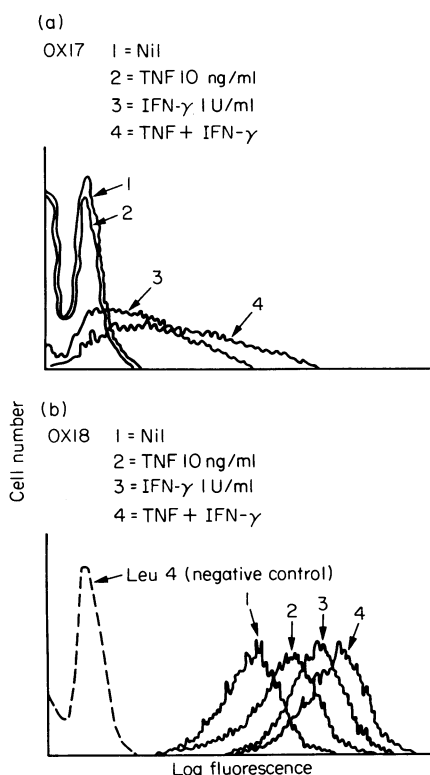 (a)
OX17 1 = Nil
2 = TNF 10 ng/ml
3 = IFN-γ 1 U/ml
4 = TNF + IFN-γ
1
2
3
4
Cell number
(b)
OX18 1 = Nil
2 = TNF 10 ng/ml
3 = IFN-γ 1 U/ml
4 = TNF + IFN-γ
Leu 4 (negative control)
1
2
3
4
Log fluorescence